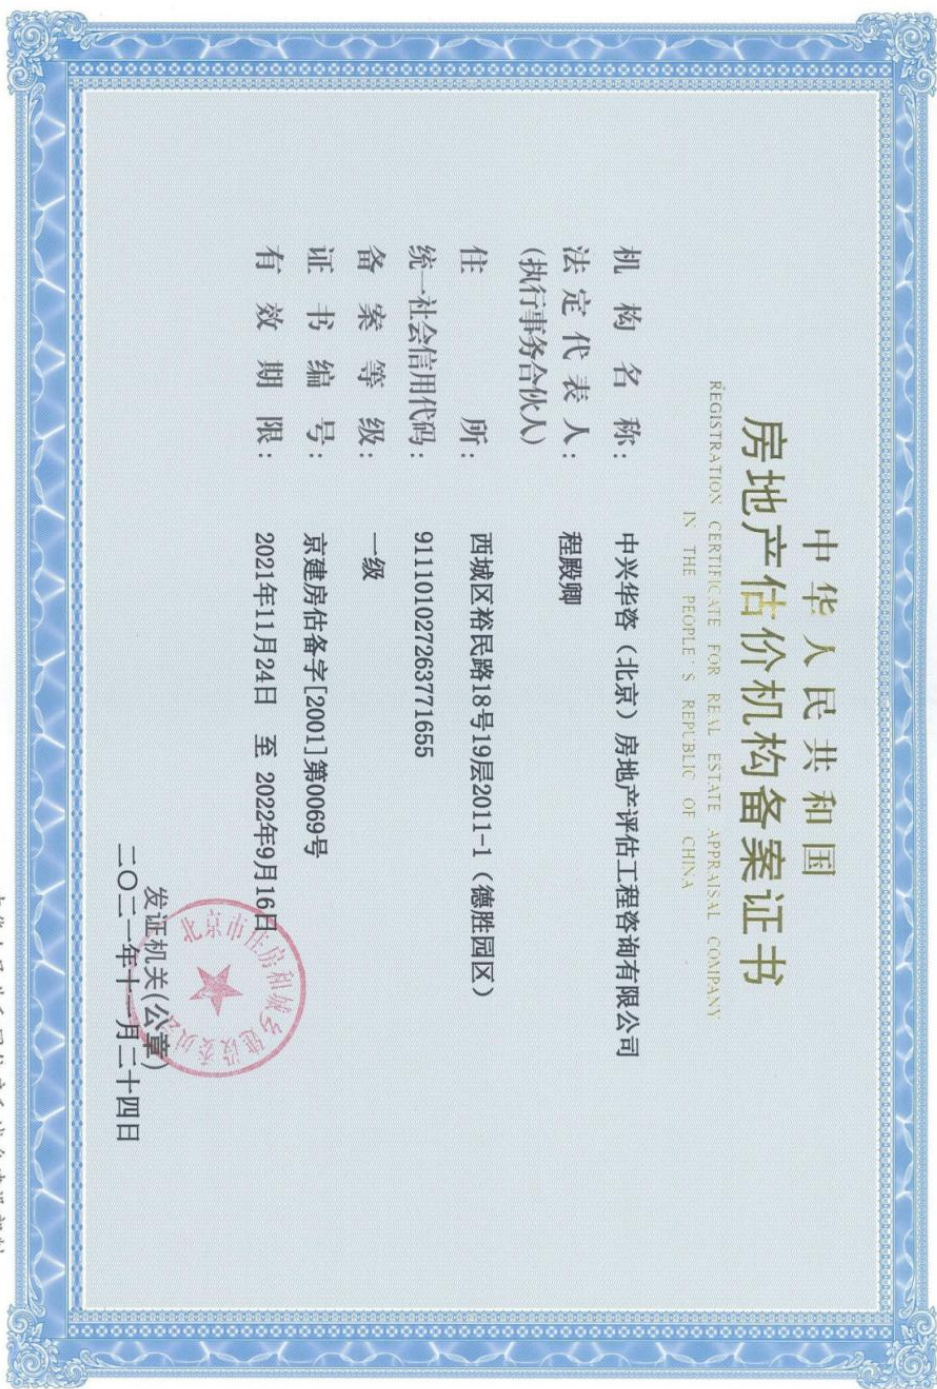 中华人民共和国
房地产估价机构备案证书
REGISTRATION CERTIFICATE FOR REAL ESTATE APPRAISAL COMPANY
IN THE PEOPLE'S REPUBLIC OF CHINA
机构名称: 中兴华咨（北京）房地产评估工程咨询有限公司
法定代表人: 程殿卿
(执行事务合伙人)
住所: 西城区裕民路18号19层2011-1（德胜园区）
统一社会信用代码: 911101027263771655
备案等级: 一级
证书编号: 京建房估备字[2001]第0069号
有效期限: 2021年11月24日 至 2022年9月16日
北京市住房和城乡建设委员会
发证机关(公章)
二〇二一年十一月二十四日